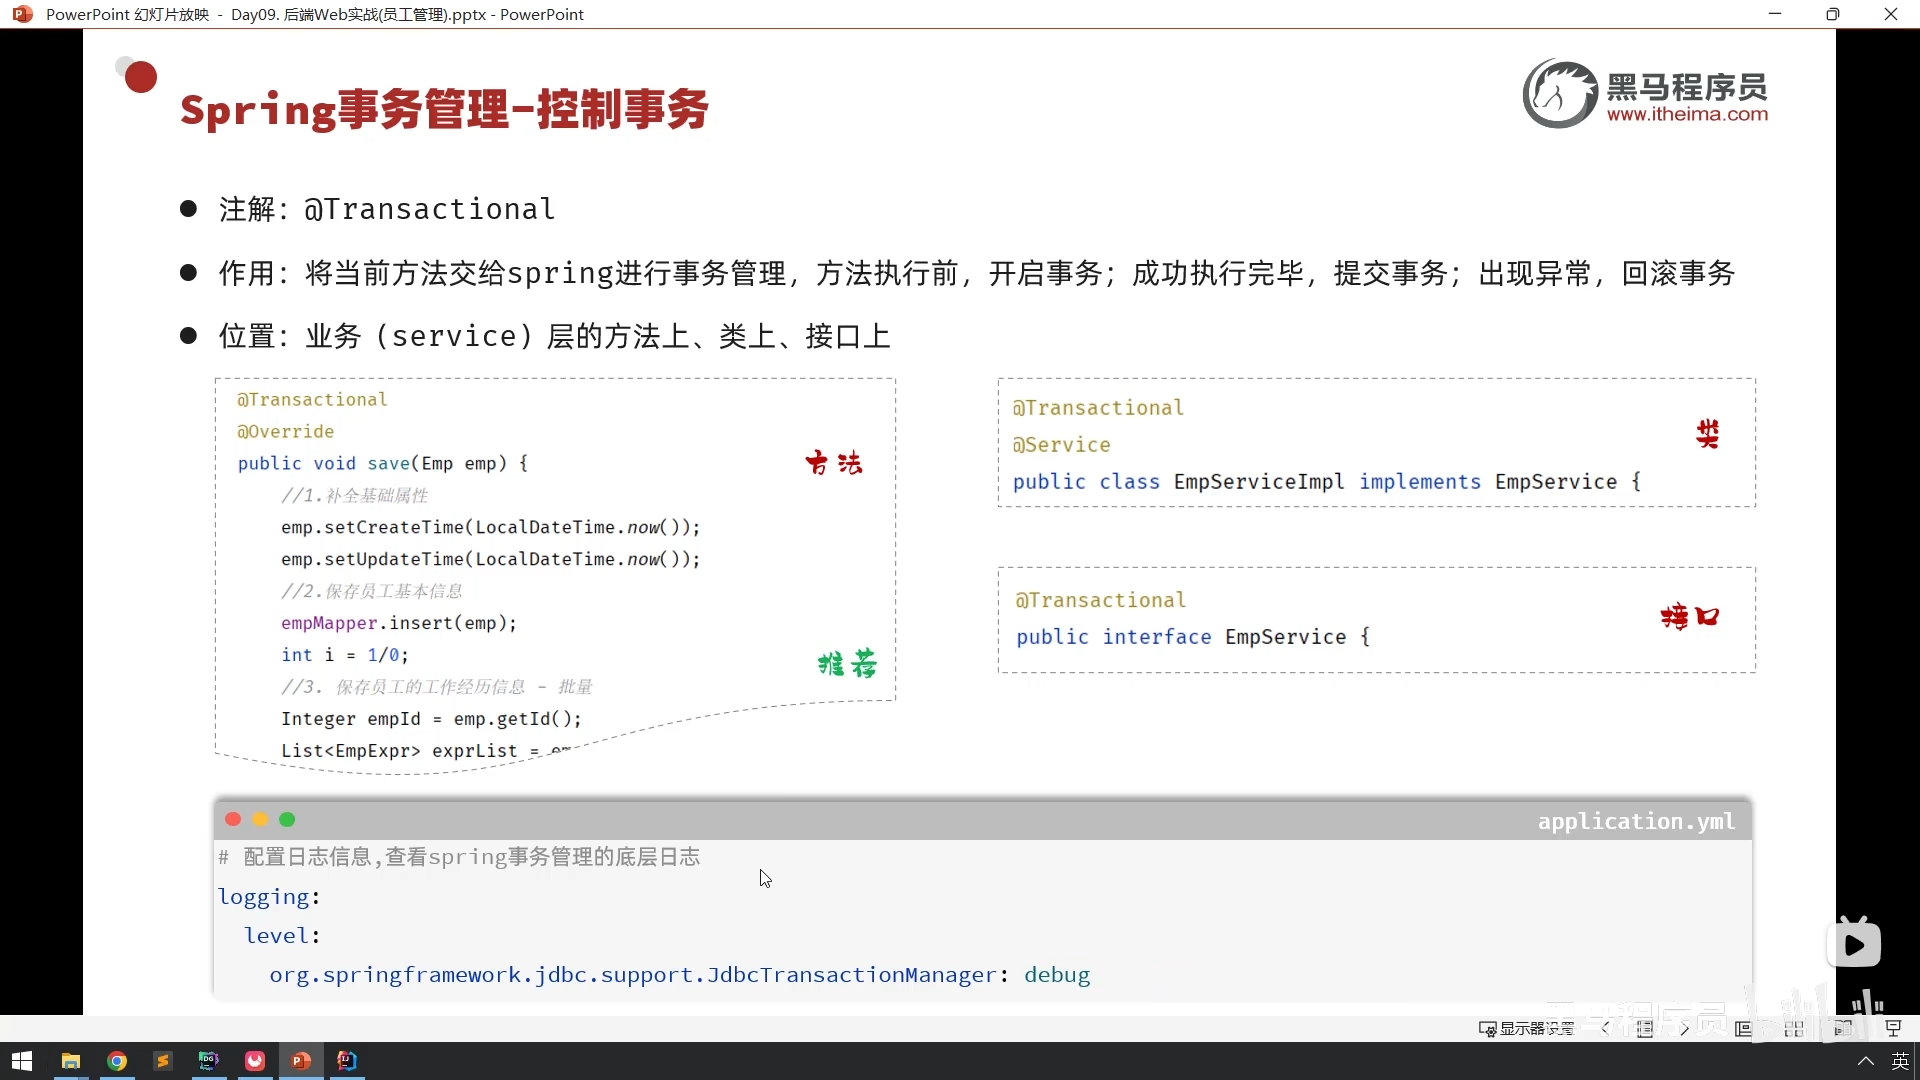 PowerPoint 幻灯片放映 - Day09. 后端Web实战(员工管理).pptx - PowerPoint
Spring事务管理-控制事务
黑马程序员
www.itheima.com
注解：@Transactional
作用：将当前方法交给spring进行事务管理，方法执行前，开启事务；成功执行完毕，提交事务；出现异常，回滚事务
位置：业务（service）层的方法上、类上、接口上
@Transactional
@Override
public void save(Emp emp) {
//1.补全基础属性
emp.setCreateTime(LocalDateTime.now());
emp.setUpdateTime(LocalDateTime.now());
//2.保存员工基本信息
empMapper.insert(emp);
int i = 1/0;
//3. 保存员工的工作经历信息 - 批量
Integer empId = emp.getId();
List<EmpExpr> exprList =
方法
推荐
@Transactional
@Service
public class EmpServiceImpl implements EmpService {
类
@Transactional
public interface EmpService {
接口
application.yml
# 配置日志信息,查看spring事务管理的底层日志
logging:
level:
org.springframework.jdbc.support.JdbcTransactionManager: debug
显示器设置
黑马程序员
英